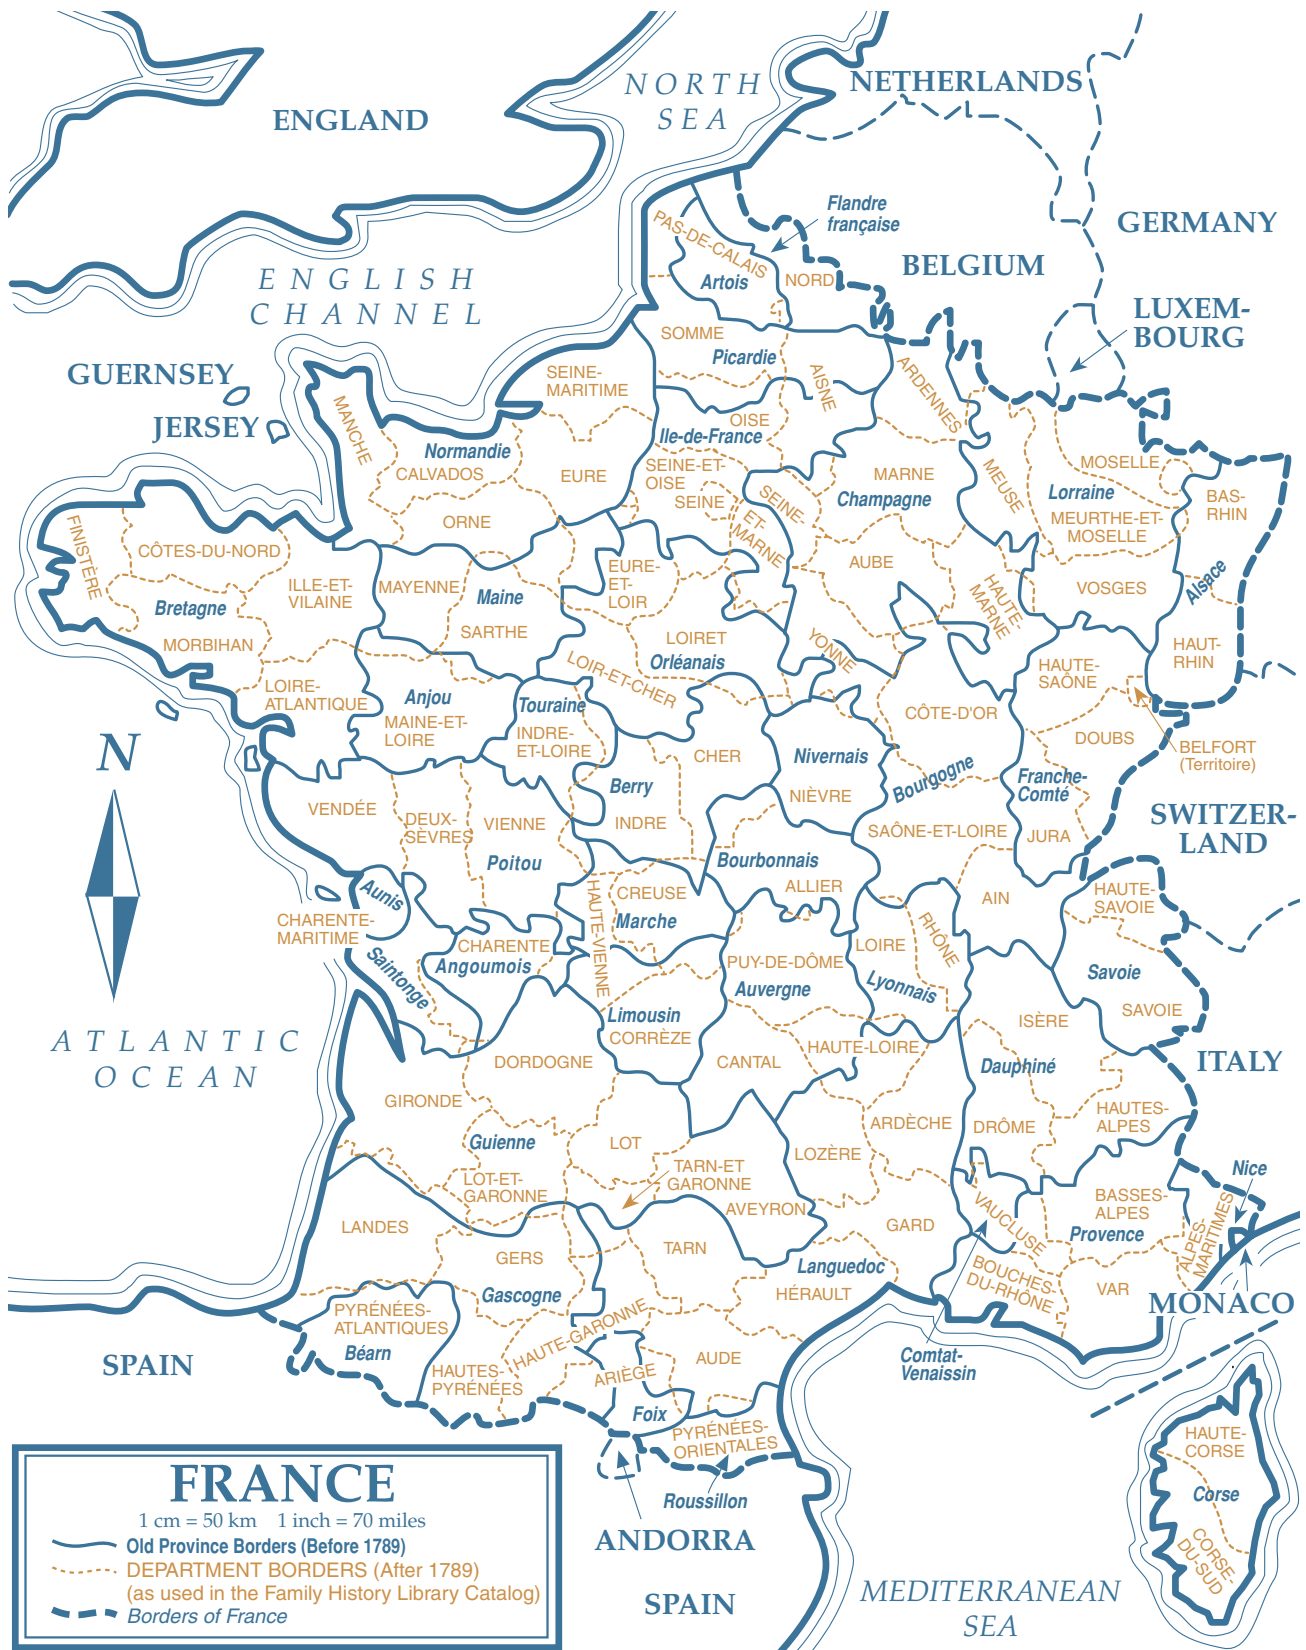 NORTH
SEA
NETHERLANDS
ENGLAND
Flandre
française
GERMANY
PAS-DE-CALAIS
BELGIUM
ENGLISH
CHANNEL
Artois
NORD
LUXEM-
BOURG
SOMME
Picardie
GUERNSEY
SEINE-
MARITIME
AISNE
ARDENNES
JERSEY
MANCHE
OISE
Normandie
Ile-de-France
CALVADOS
EURE
SEINE-ET-
OISE
SEINE
SEINE-
ET-
MARNE
MARNE
Champagne
MEUSE
MOSELLE
Lorraine
MEURTHE-ET-
MOSELLE
BAS-
RHIN
FINISTÈRE
ORNE
CÔTES-DU-NORD
ILLE-ET-
VILAINE
MAYENNE
Maine
EURE-
ET-
LOIR
AUBE
HAUTE-
MARNE
VOSGES
Alsace
Bretagne
SARTHE
MORBIHAN
LOIRET
Orléanais
YONNE
HAUTE-
SAÔNE
HAUT-
RHIN
LOIR-ET-CHER
LOIRE-
ATLANTIQUE
Anjou
MAINE-ET-
LOIRE
Touraine
INDRE-
ET-LOIRE
CÔTE-D'OR
DOUBS
BELFORT
(Territoire)
N
CHER
Nivernais
NIÈVRE
Bourgogne
Franche-
Comté
Berry
INDRE
VENDÉE
DEUX-
SÈVRES
VIENNE
Poitou
SAÔNE-ET-LOIRE
JURA
SWITZER-
LAND
Bourbonnais
ALLIER
Aunis
HAUTE-VIENNE
CREUSE
Marche
AIN
HAUTE-
SAVOIE
CHARENTE-
MARITIME
CHARENTE
Angoumois
Saintonge
PUY-DE-DÔME
Auvergne
LOIRE
RHÔNE
Lyonnais
Savoie
SAVOIE
Limousin
CORRÈZE
ISÈRE
ATLANTIC
OCEAN
DORDOGNE
CANTAL
HAUTE-LOIRE
Dauphiné
ITALY
GIRONDE
ARDÈCHE
DRÔME
HAUTES-
ALPES
Guienne
LOT
LOZÈRE
TARN-ET
GARONNE
LOT-ET-
GARONNE
Nice
AVEYRON
GARD
VAUCLUSE
BASSES-
ALPES
Provence
ALPES-
MARITIMES
LANDES
GERS
TARN
Languedoc
HÉRAULT
BOUCHES-
DU-RHÔNE
VAR
MONACO
PYRÉNÉES-
ATLANTIQUES
Béarn
Gascogne
HAUTE-GARONNE
SPAIN
HAUTES-
PYRÉNÉES
ARIÈGE
AUDE
Comtat-
Venaissin
Foix
PYRÉNÉES-
ORIENTALES
HAUTE-
CORSE
Corse
CORSE-
DU-SUD
Roussillon
ANDORRA
SPAIN
MEDITERRANEAN
SEA
FRANCE
1 cm = 50 km 1 inch = 70 miles
Old Province Borders (Before 1789)
DEPARTMENT BORDERS (After 1789)
(as used in the Family History Library Catalog)
Borders of France